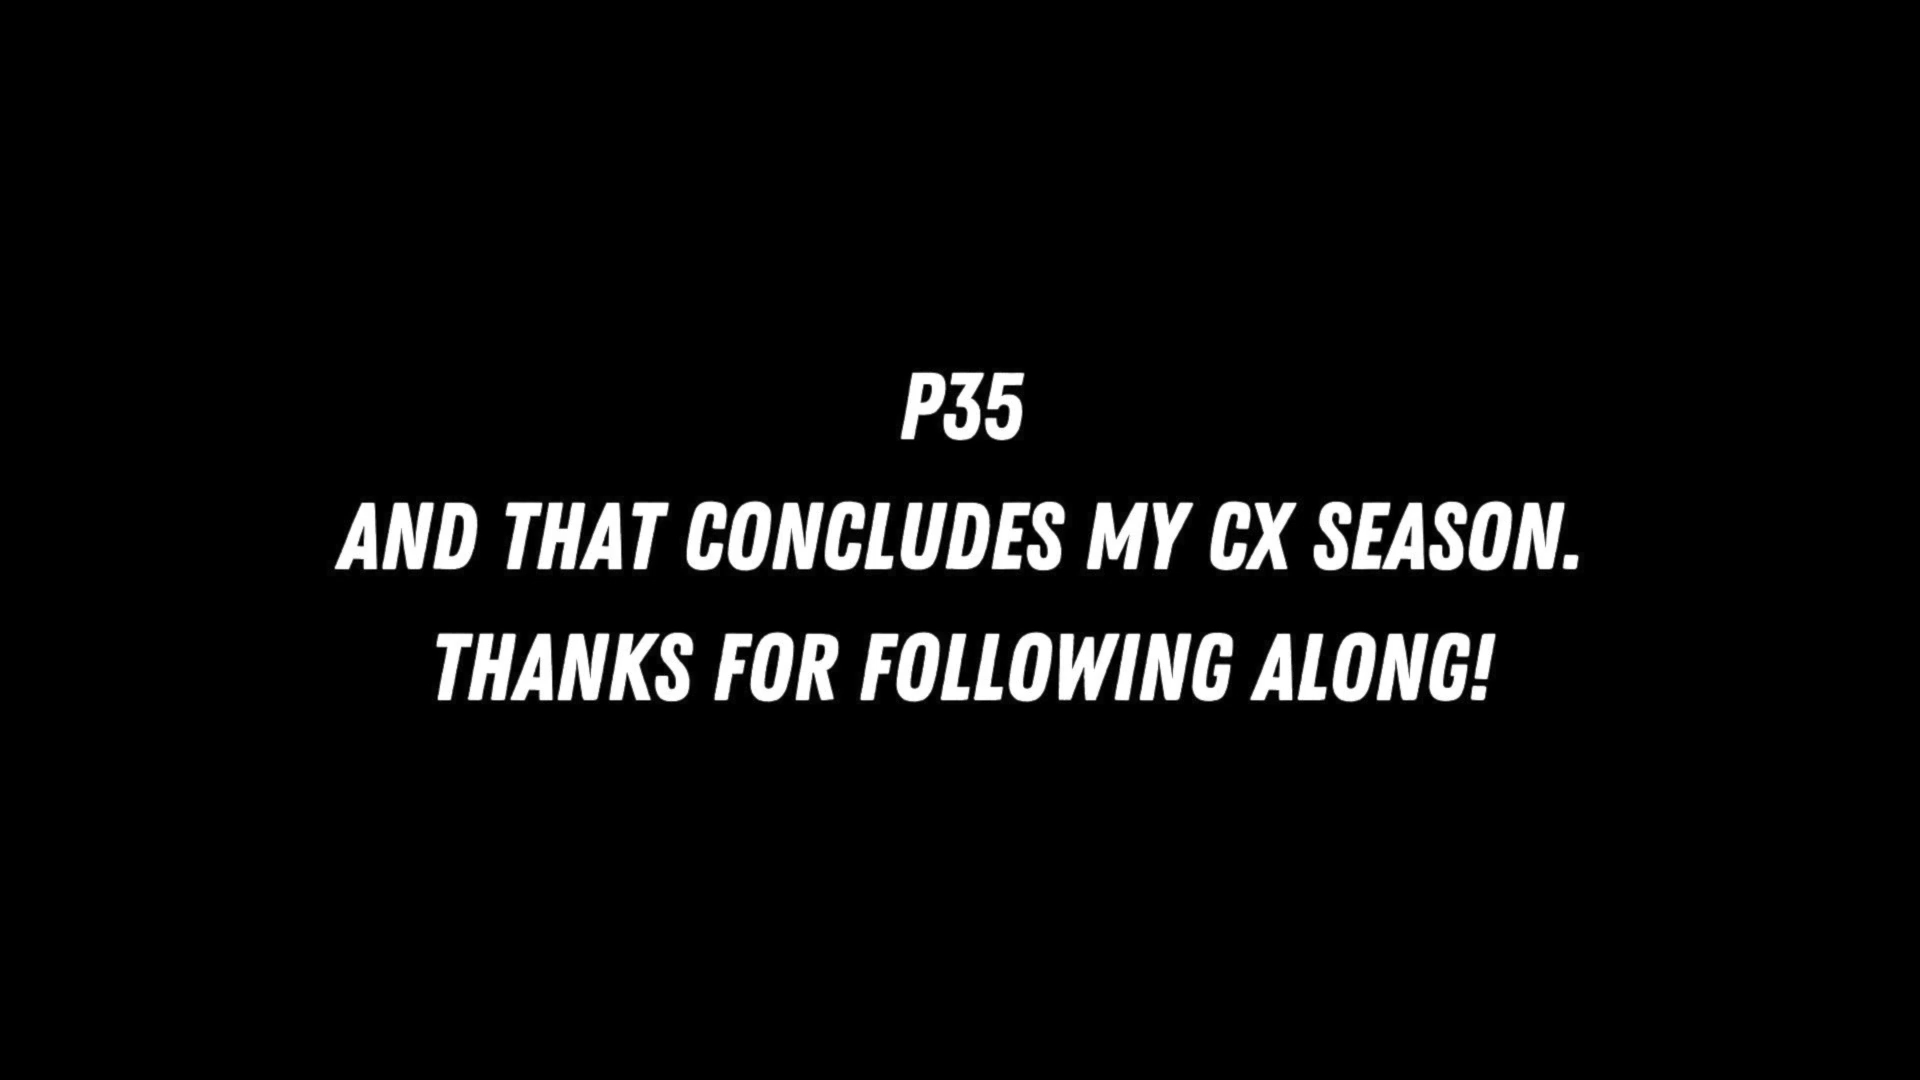 P35
AND THAT CONCLUDES MY CX SEASON.
THANKS FOR FOLLOWING ALONG!